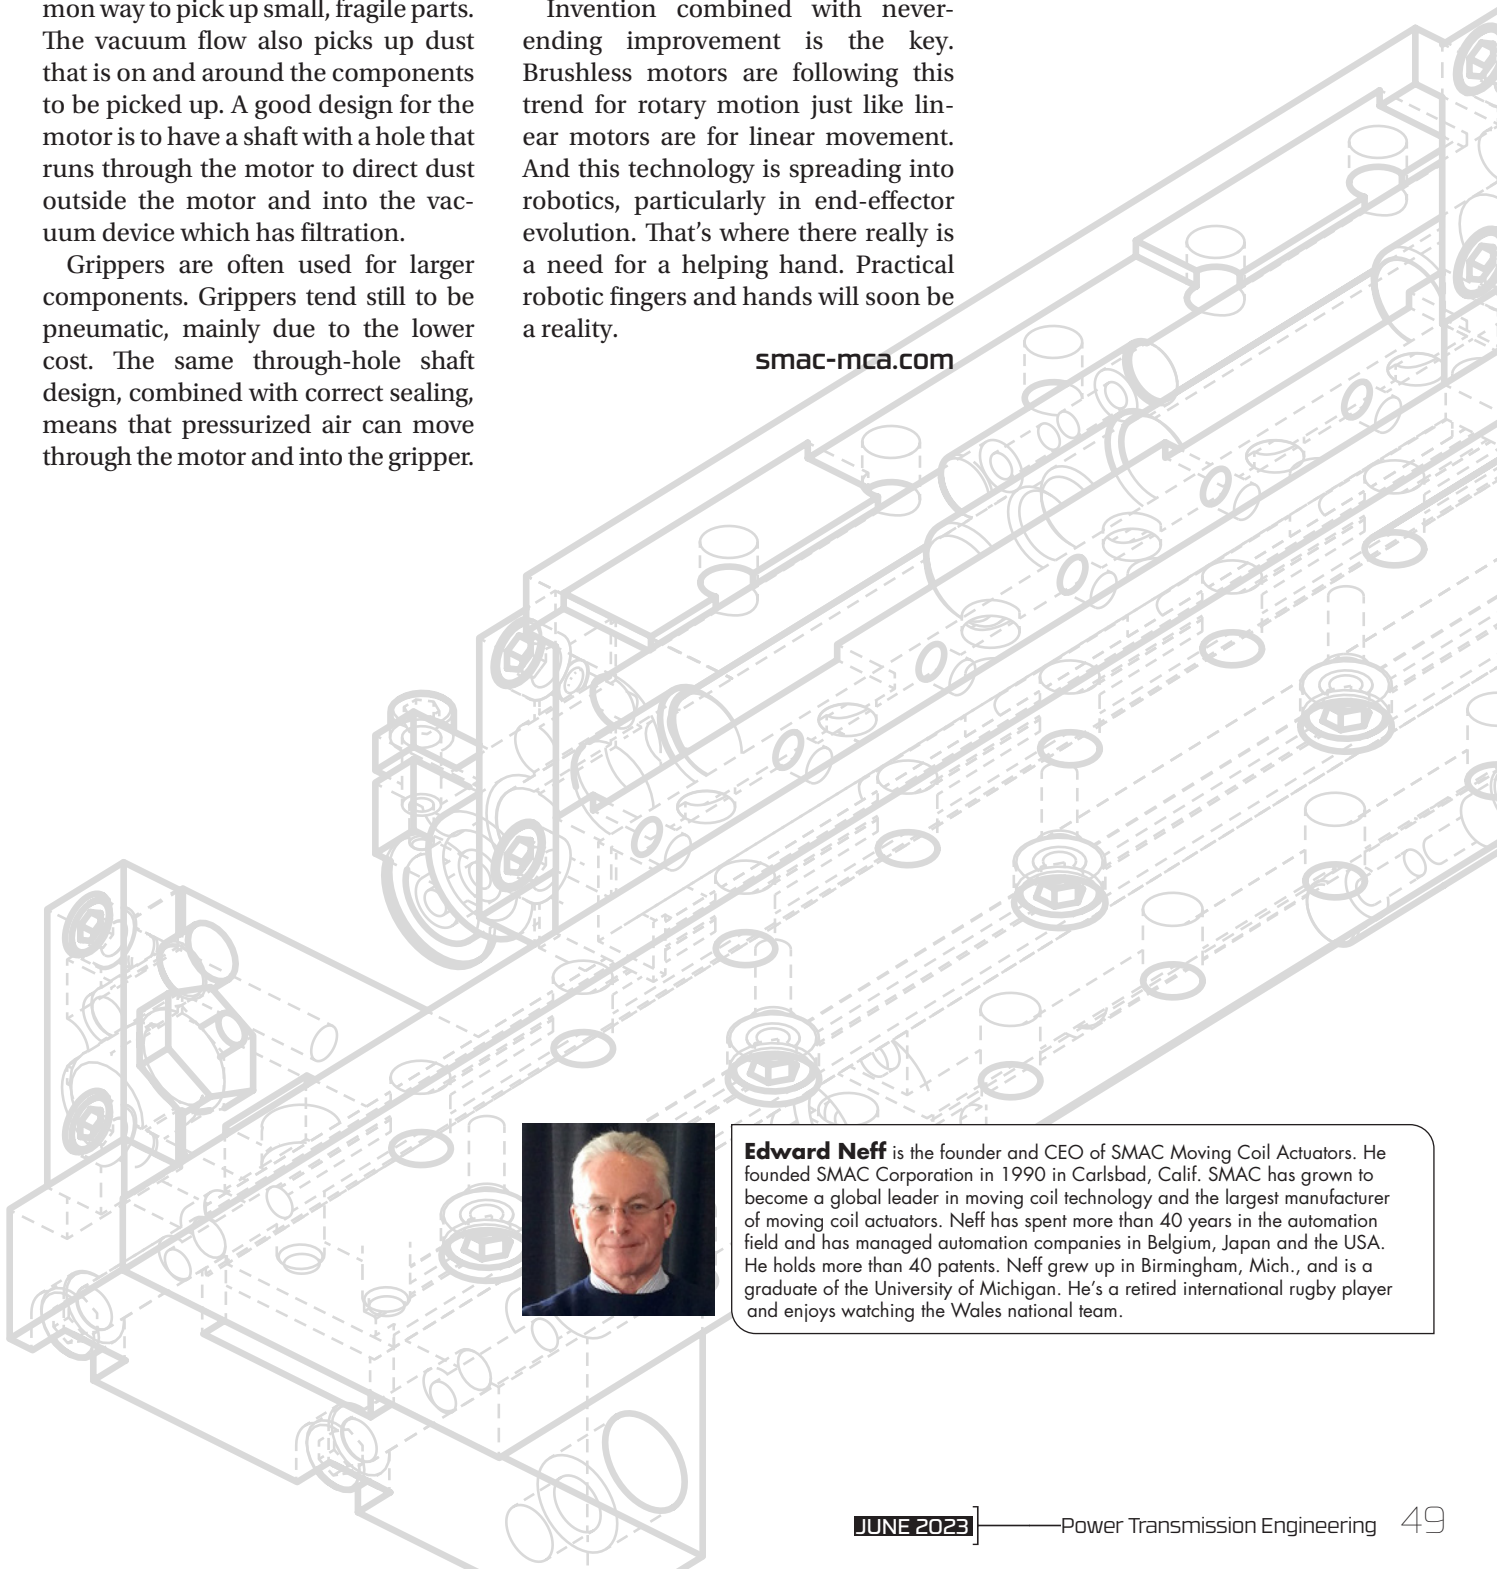 mon way to pick up small, fragile parts.
The vacuum flow also picks up dust
that is on and around the components
to be picked up. A good design for the
motor is to have a shaft with a hole that
runs through the motor to direct dust
outside the motor and into the vac-
uum device which has filtration.
Grippers are often used for larger
components. Grippers tend still to be
pneumatic, mainly due to the lower
cost. The same through-hole shaft
design, combined with correct sealing,
means that pressurized air can move
through the motor and into the gripper.
Invention combined with never-
ending improvement is the key.
Brushless motors are following this
trend for rotary motion just like lin-
ear motors are for linear movement.
And this technology is spreading into
robotics, particularly in end-effector
evolution. That's where there really is
a need for a helping hand. Practical
robotic fingers and hands will soon be
a reality.
smac-mca.com
Edward Neff is the founder and CEO of SMAC Moving Coil Actuators. He
founded SMAC Corporation in 1990 in Carlsbad, Calif. SMAC has grown to
become a global leader in moving coil technology and the largest manufacturer
of moving coil actuators. Neff has spent more than 40 years in the automation
field and has managed automation companies in Belgium, Japan and the USA.
He holds more than 40 patents. Neff grew up in Birmingham, Mich., and is a
graduate of the University of Michigan. He's a retired international rugby player
and enjoys watching the Wales national team.
JUNE 2023 Power Transmission Engineering 49